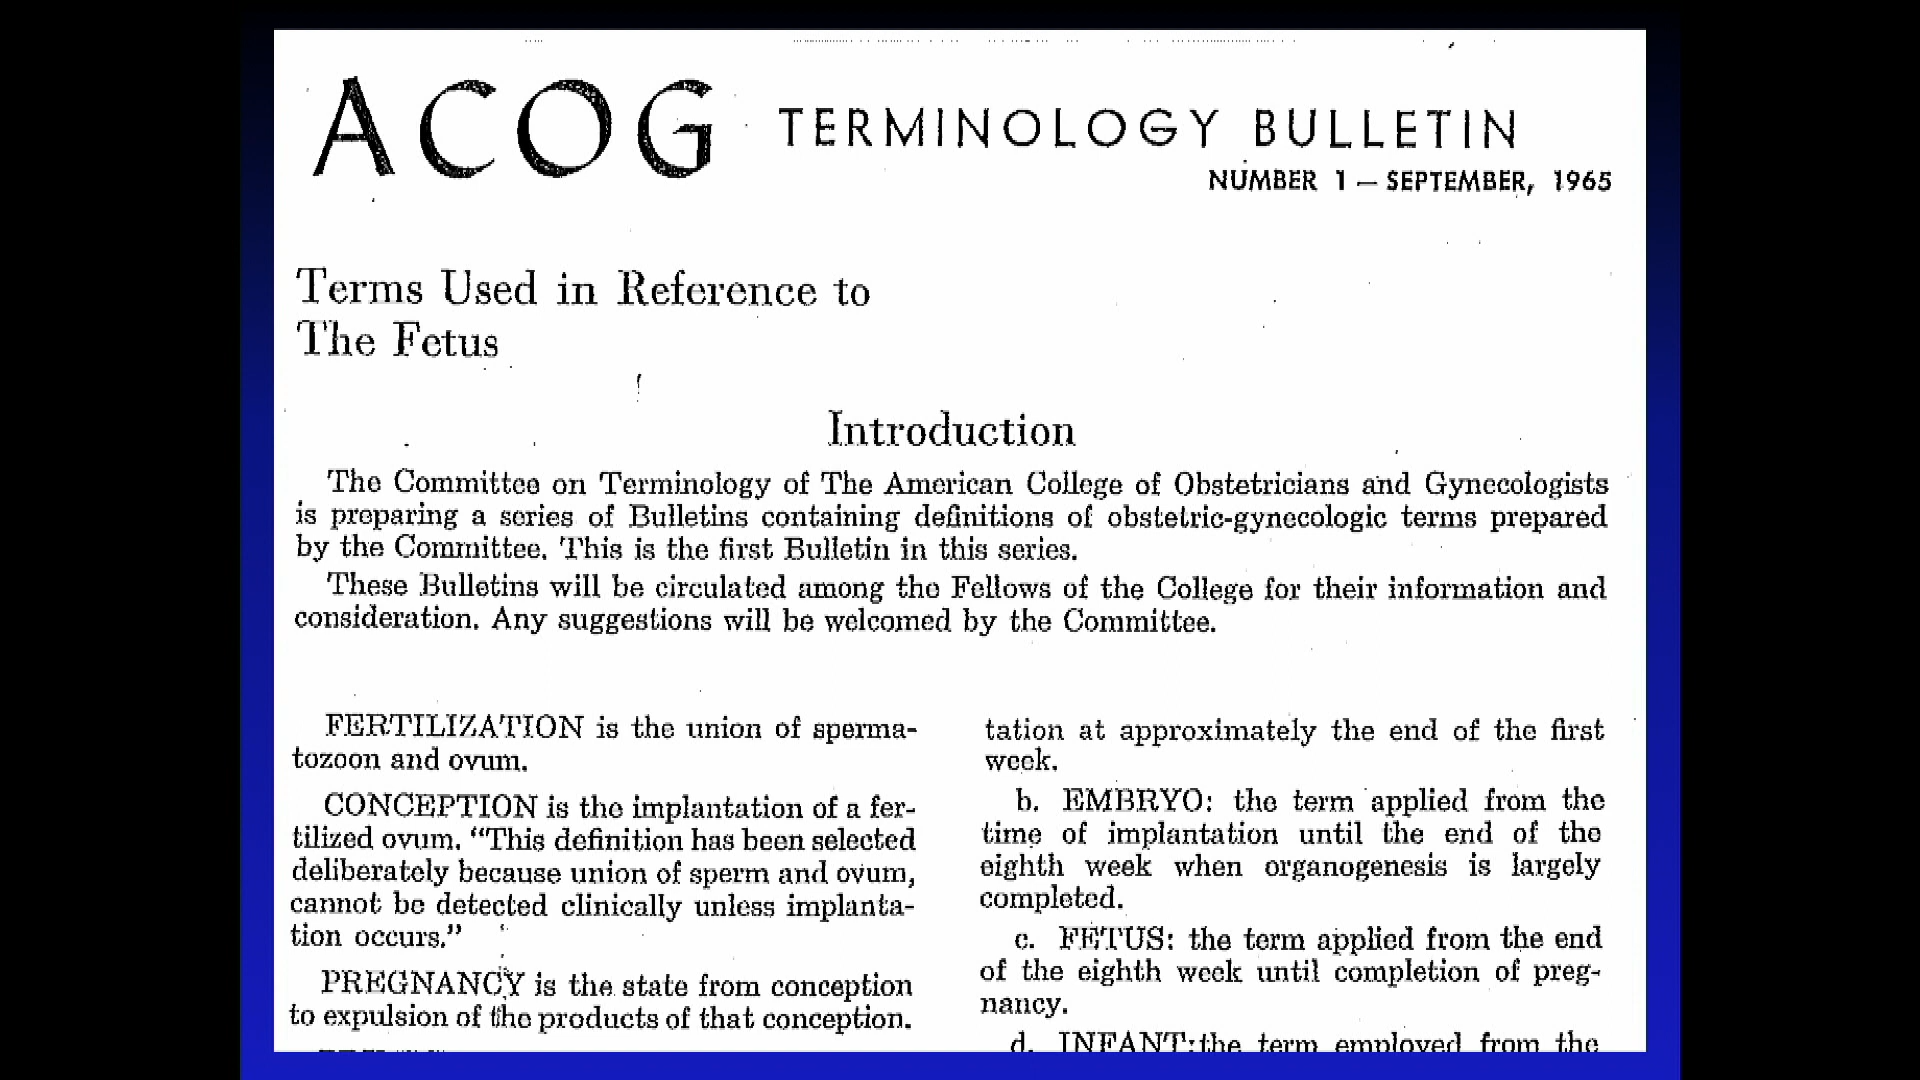 ACOG TERMINOLOGY BULLETIN
NUMBER 1 — SEPTEMBER, 1965
Terms Used in Reference to
The Fetus
Introduction
The Committee on Terminology of The American College of Obstetricians and Gynecologists
is preparing a series of Bulletins containing definitions of obstetric-gynecologic terms prepared
by the Committee. This is the first Bulletin in this series.
These Bulletins will be circulated among the Fellows of the College for their information and
consideration. Any suggestions will be welcomed by the Committee.
FERTILIZATION is the union of sperma-
tozoon and ovum.
CONCEPTION is the implantation of a fer-
tilized ovum. "This definition has been selected
deliberately because union of sperm and ovum,
cannot be detected clinically unless implanta-
tion occurs."
PREGNANCY is the state from conception
to expulsion of the products of that conception.
tation at approximately the end of the first
week.
b. EMBRYO: the term applied from the
time of implantation until the end of the
eighth week when organogenesis is largely
completed.
c. FETUS: the term applied from the end
of the eighth week until completion of preg-
nancy.
d. INFANT: the term employed from the